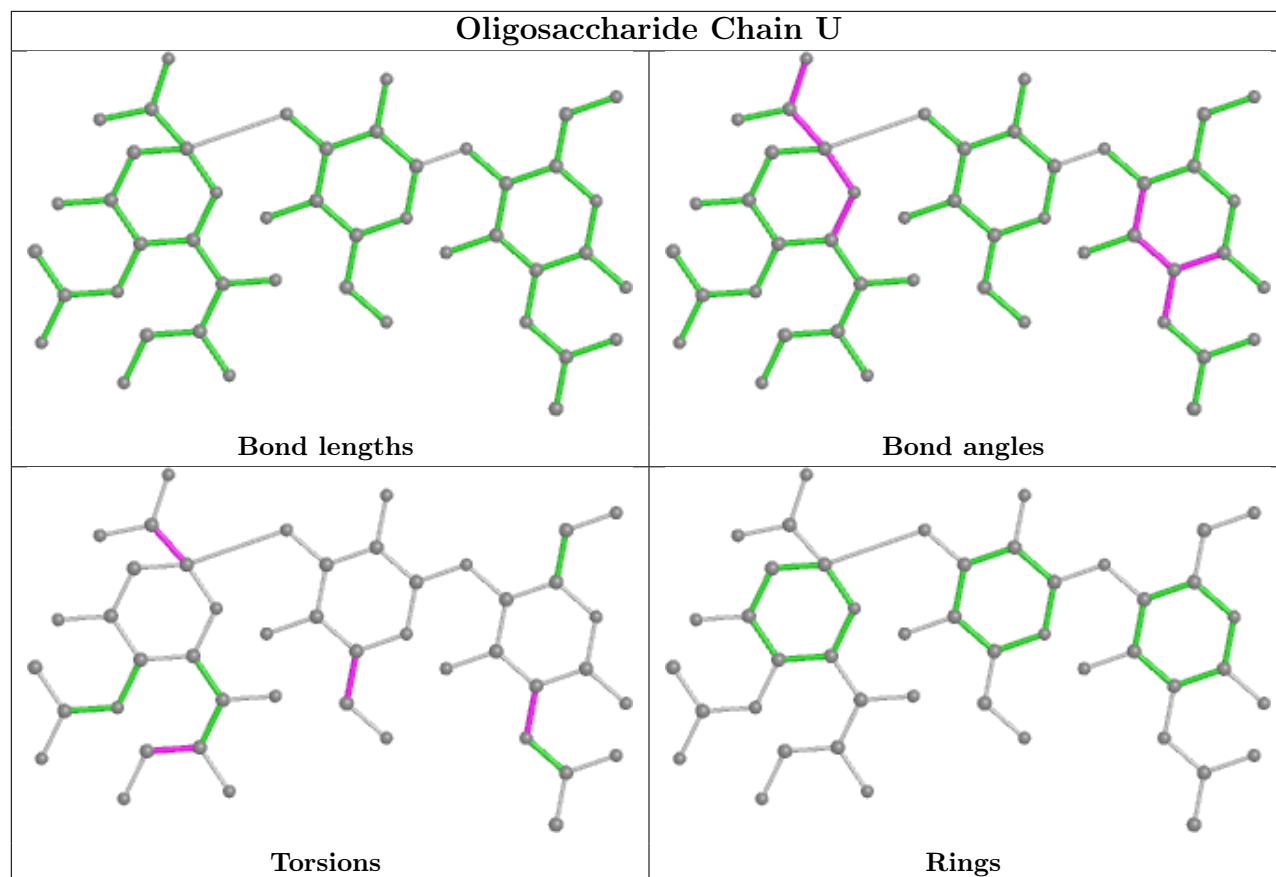 Oligosaccharide Chain U
Bond lengths
Bond angles
Torsions
Rings